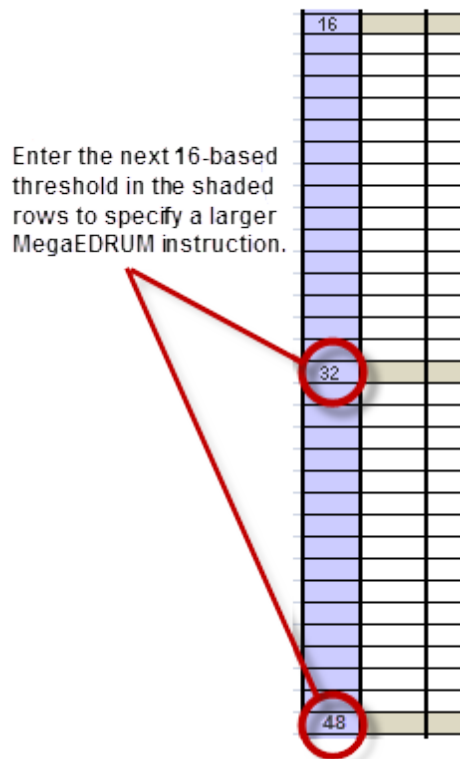 16
Enter the next 16-based
threshold in the shaded
rows to specify a larger
MegaEDRUM instruction.
32
48